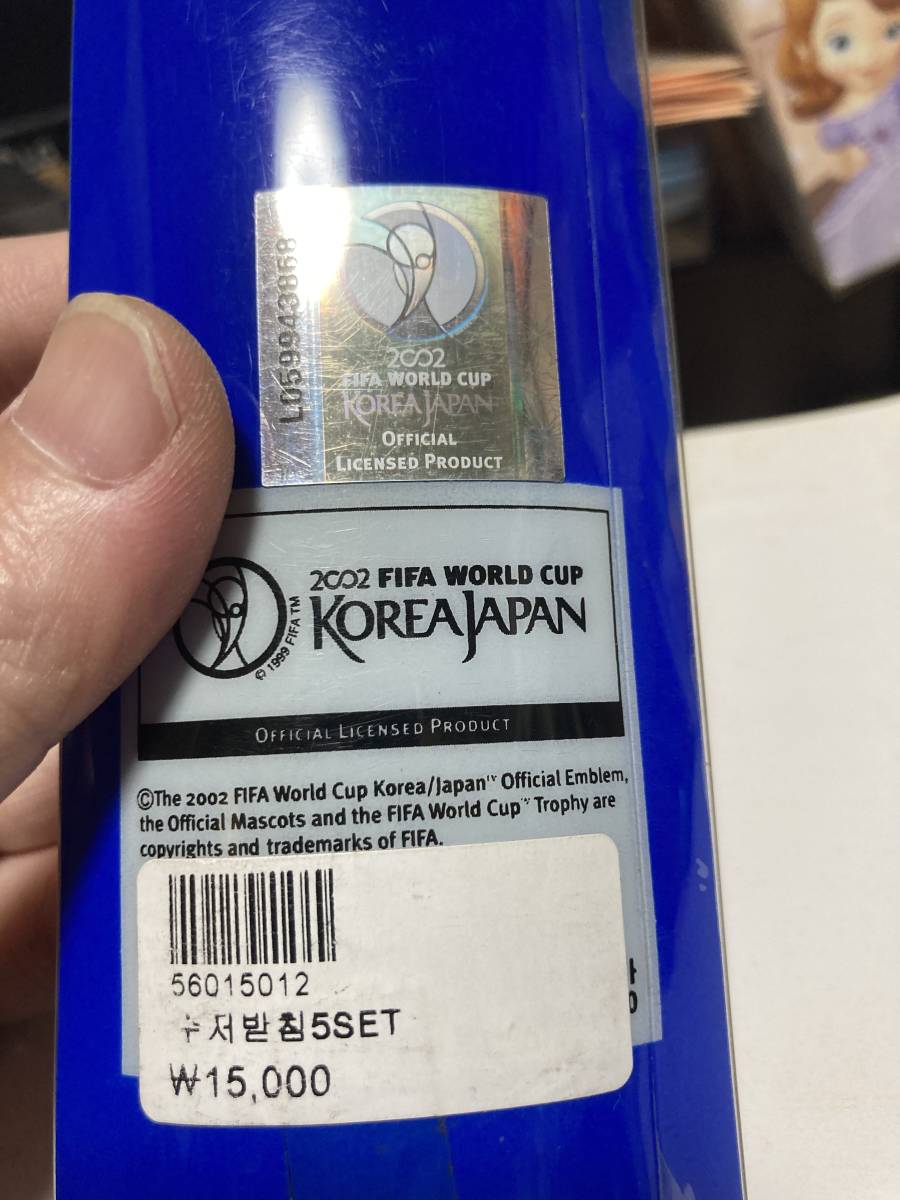 L059943868
2002
FIFA WORLD CUP
KOREA JAPAN
OFFICIAL
LICENSED PRODUCT
2002 FIFA WORLD CUP
KOREA JAPAN
© 1999 FIFA TM
OFFICIAL LICENSED PRODUCT
©The 2002 FIFA World Cup Korea/Japan™ Official Emblem,
the Official Mascots and the FIFA World Cup™ Trophy are
copyrights and trademarks of FIFA.
56015012
수저받침5SET
₩15,000